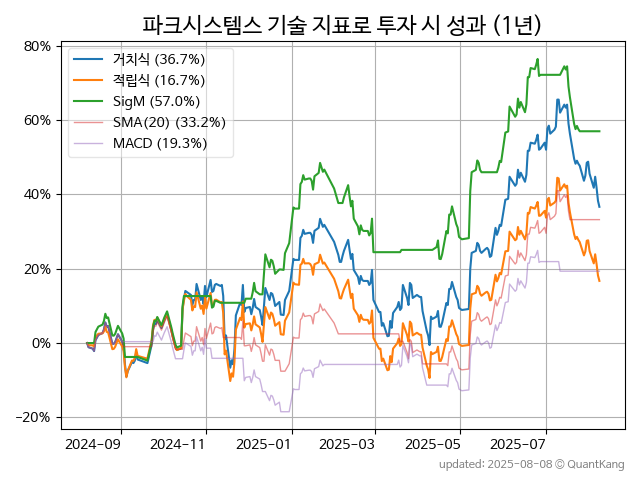 파크시스템스 기술 지표로 투자 시 성과 (1년)
80%
60%
40%
20%
0%
−20%
거치식 (36.7%)
적립식 (16.7%)
SigM (57.0%)
SMA(20) (33.2%)
MACD (19.3%)
2024-09
2024-11
2025-01
2025-03
2025-05
2025-07
updated: 2025-08-08 © QuantKang